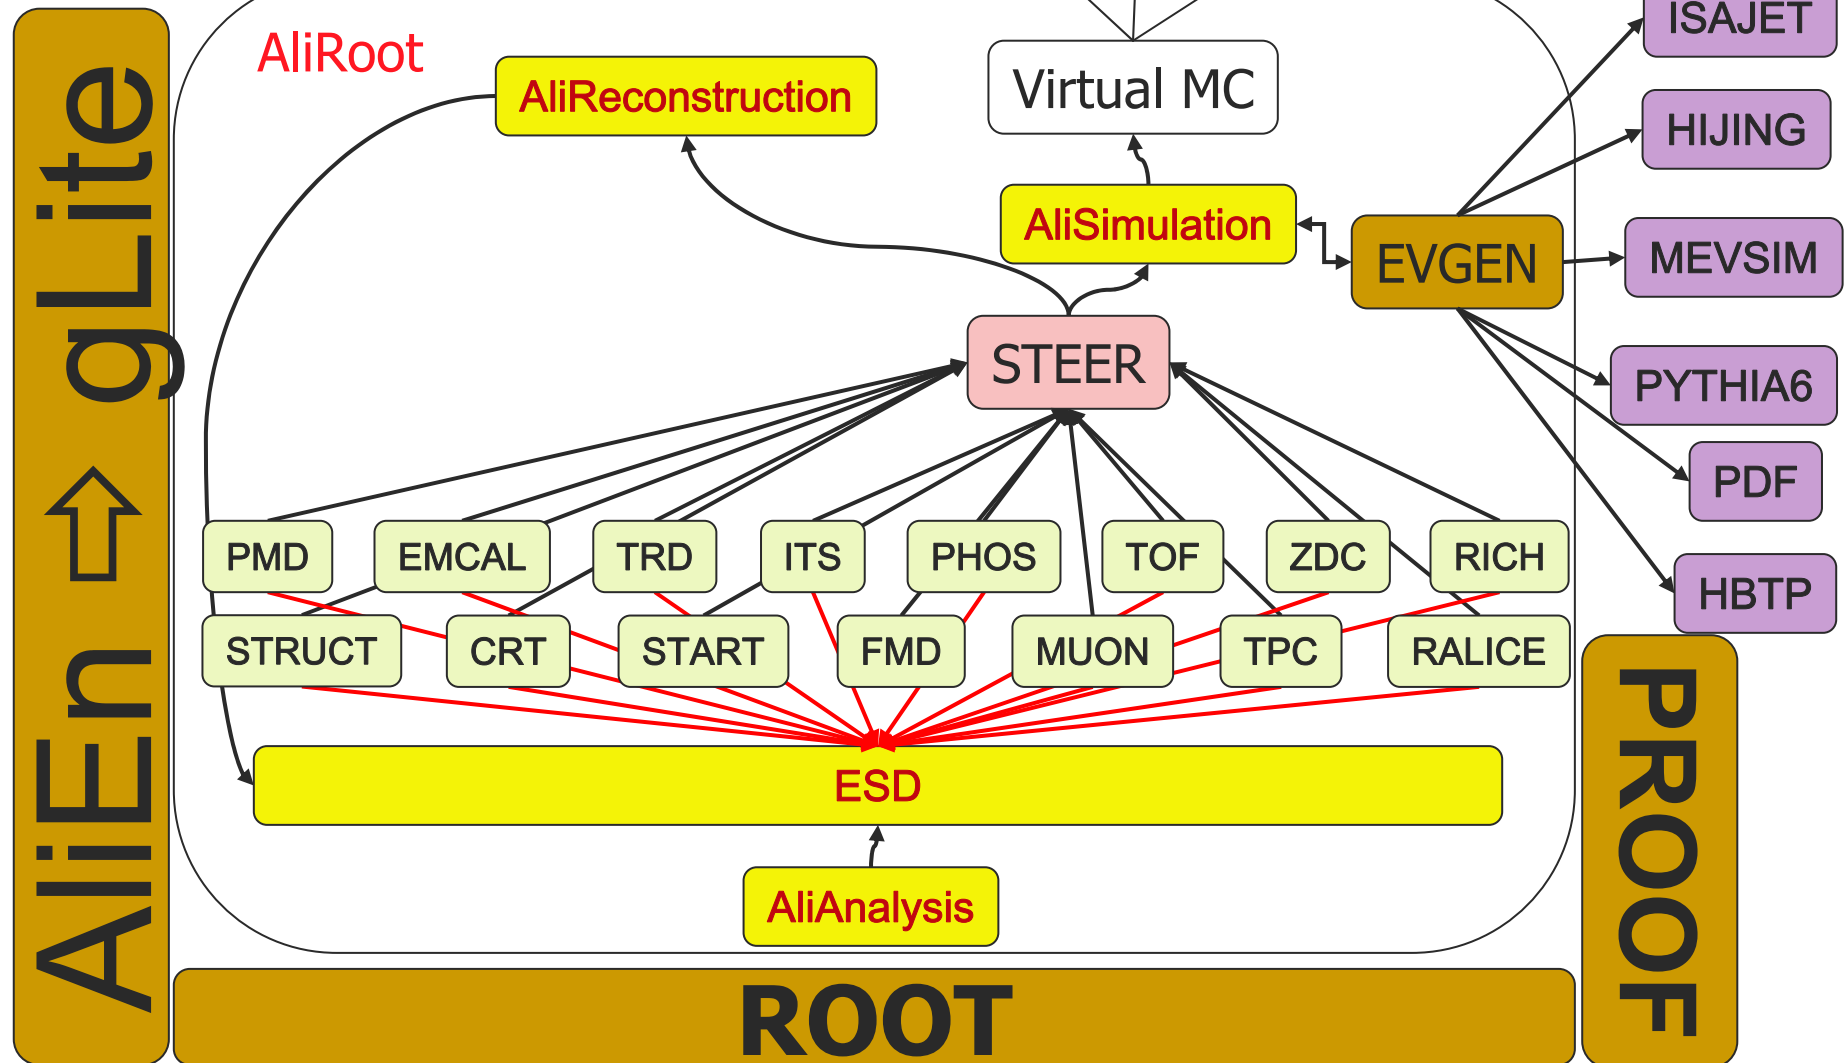 AliEn ⇨ gLite
AliRoot
AliReconstruction
Virtual MC
AliSimulation
EVGEN
STEER
ISAJET
HIJING
MEVSIM
PYTHIA6
PDF
HBTP
PMD
EMCAL
TRD
ITS
PHOS
TOF
ZDC
RICH
STRUCT
CRT
START
FMD
MUON
TPC
RALICE
ESD
AliAnalysis
PROOF
ROOT